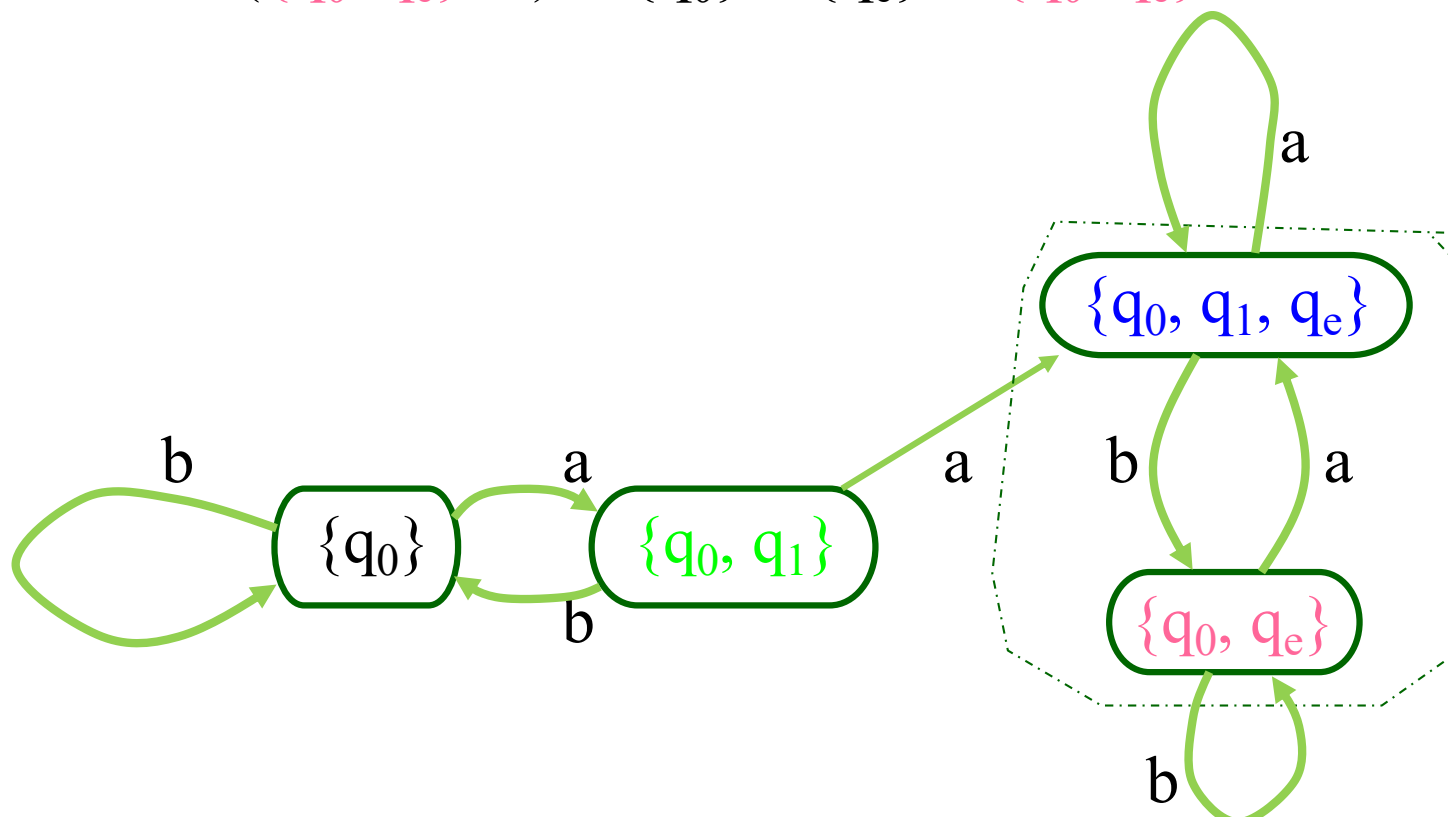 a
{q₀, q₁, qₑ}
b
a
a
b
a
{q₀}
{q₀, q₁}
b
{q₀, qₑ}
b